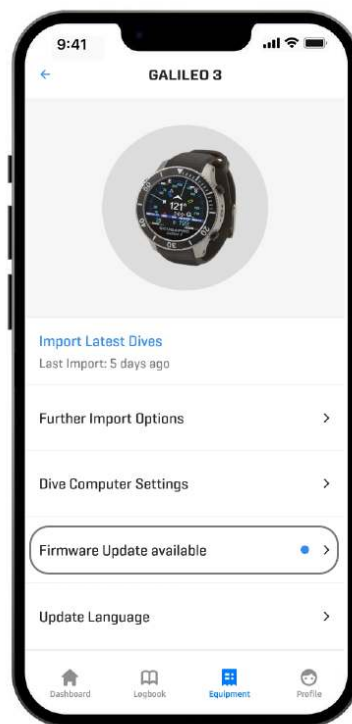 9:41
GALILEO 3
121°
Import Latest Dives
Last Import: 5 days ago
Further Import Options
Dive Computer Settings
Firmware Update available
Update Language
Dashboard
Logbook
Equipment
Profile